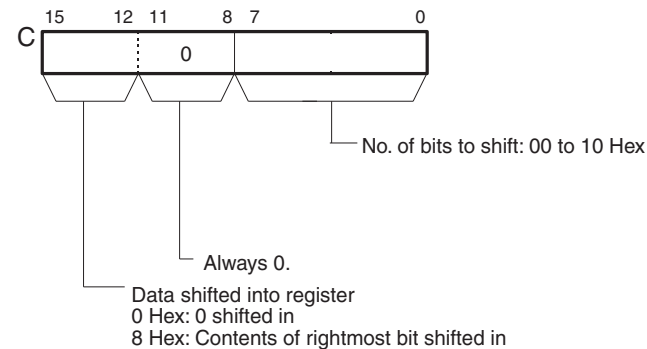 15 12 11 8 7 0
C
0
No. of bits to shift: 00 to 10 Hex
Always 0.
Data shifted into register
0 Hex: 0 shifted in
8 Hex: Contents of rightmost bit shifted in